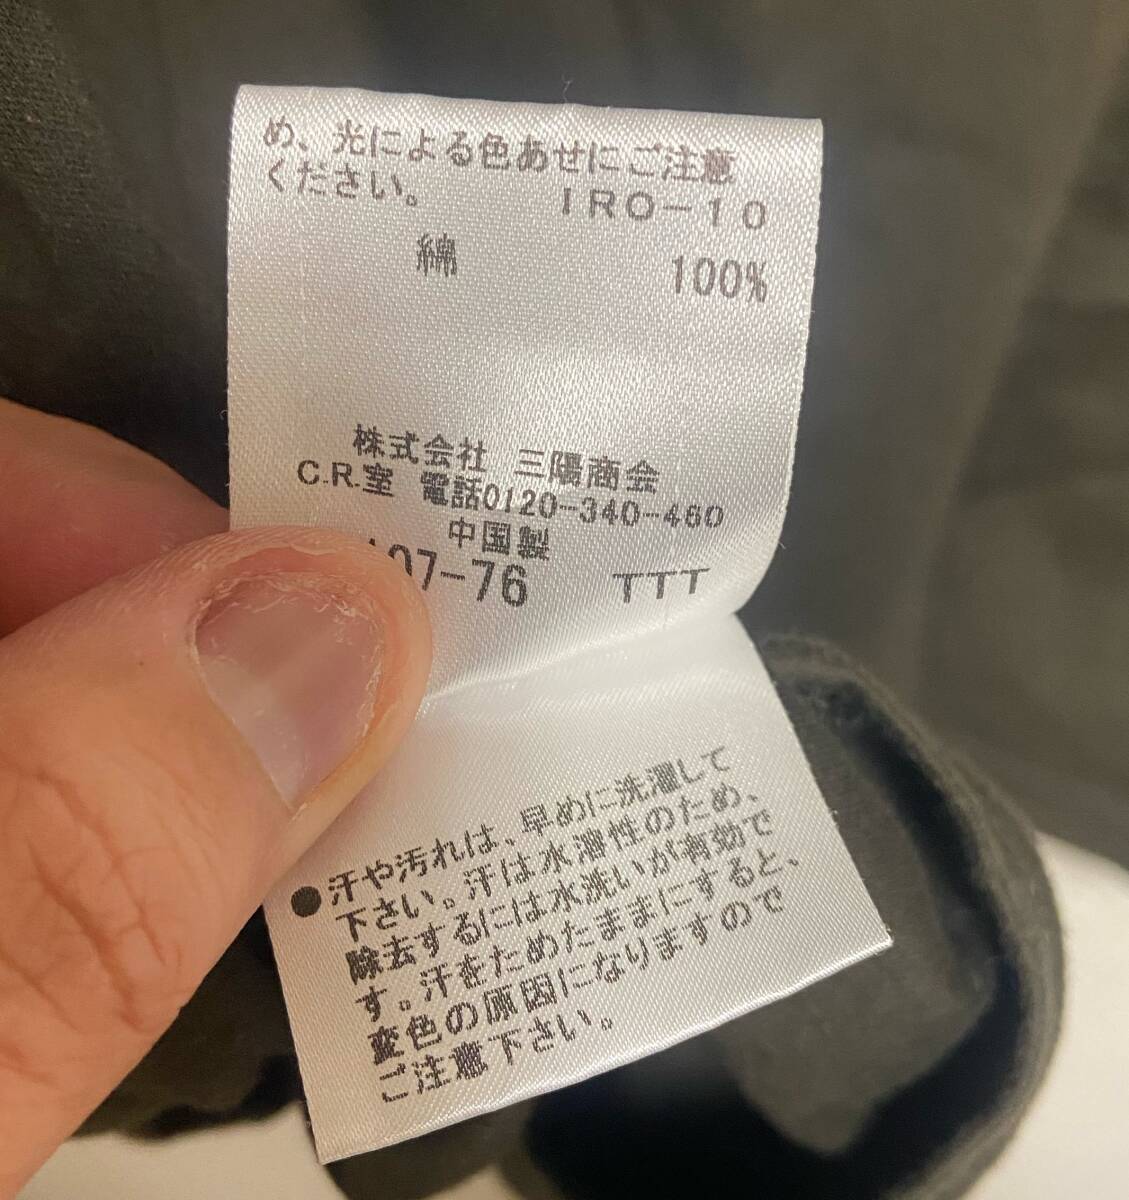 め、光による色あせにご注意
ください。 IRO-10
綿 100%
株式会社 三陽商会
C.R.室 電話0120-340-460
中国製
07-76 TTT
●汗や汚れは、早めに洗濯して
下さい。汗は水溶性のため、
除去するには水洗いが有効で
す。汗をためたままにすると、
変色の原因になりますので
ご注意下さい。